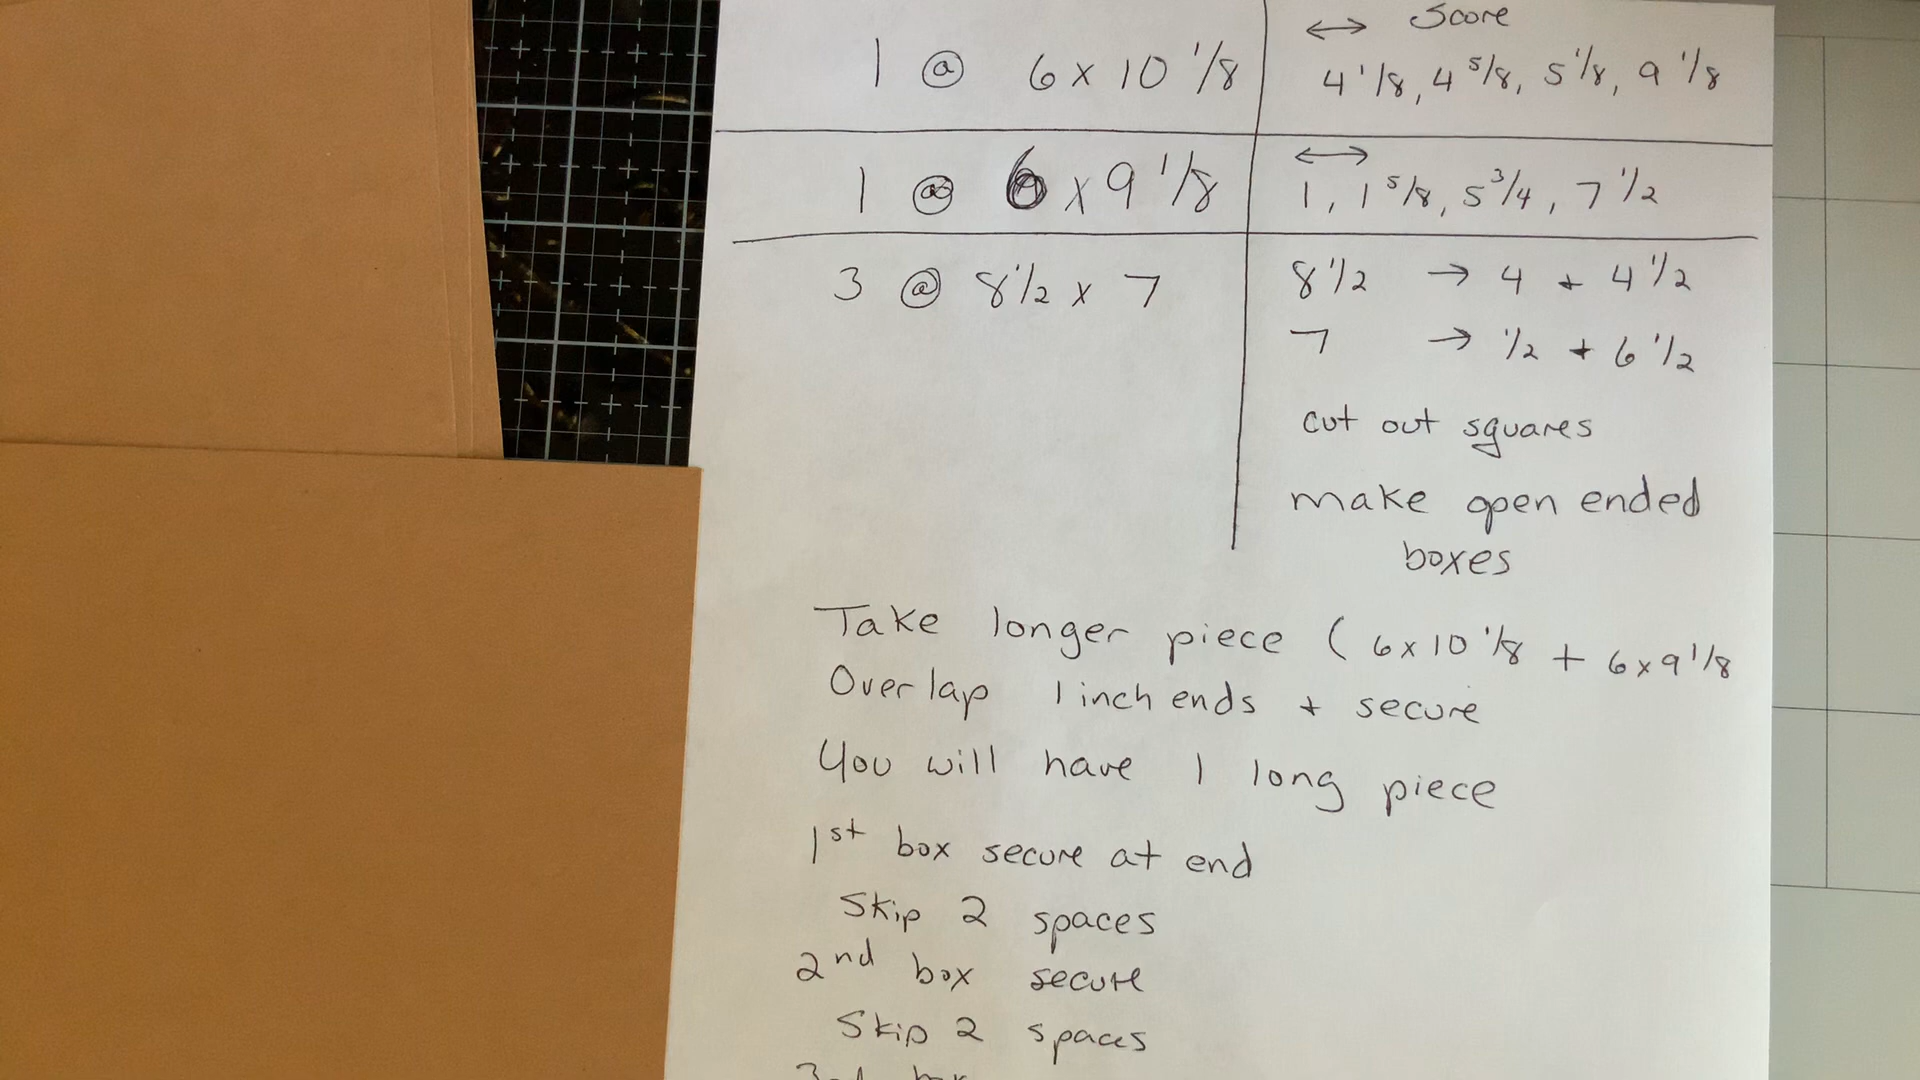 ↔ Score
1 @ 6 x 10 1/8 4 1/8, 4 5/8, 5 1/8, 9 1/8
↔
1 @ 6 x 9 1/8 1, 1 5/8, 5 3/4, 7 1/2
3 @ 8 1/2 x 7 8 1/2 → 4 + 4 1/2
7 → 1/2 + 6 1/2
cut out squares
make open ended
boxes
Take longer piece ( 6 x 10 1/8 + 6 x 9 1/8
Overlap 1 inch ends + secure
You will have 1 long piece
1st box secure at end
Skip 2 spaces
2nd box secure
Skip 2 spaces